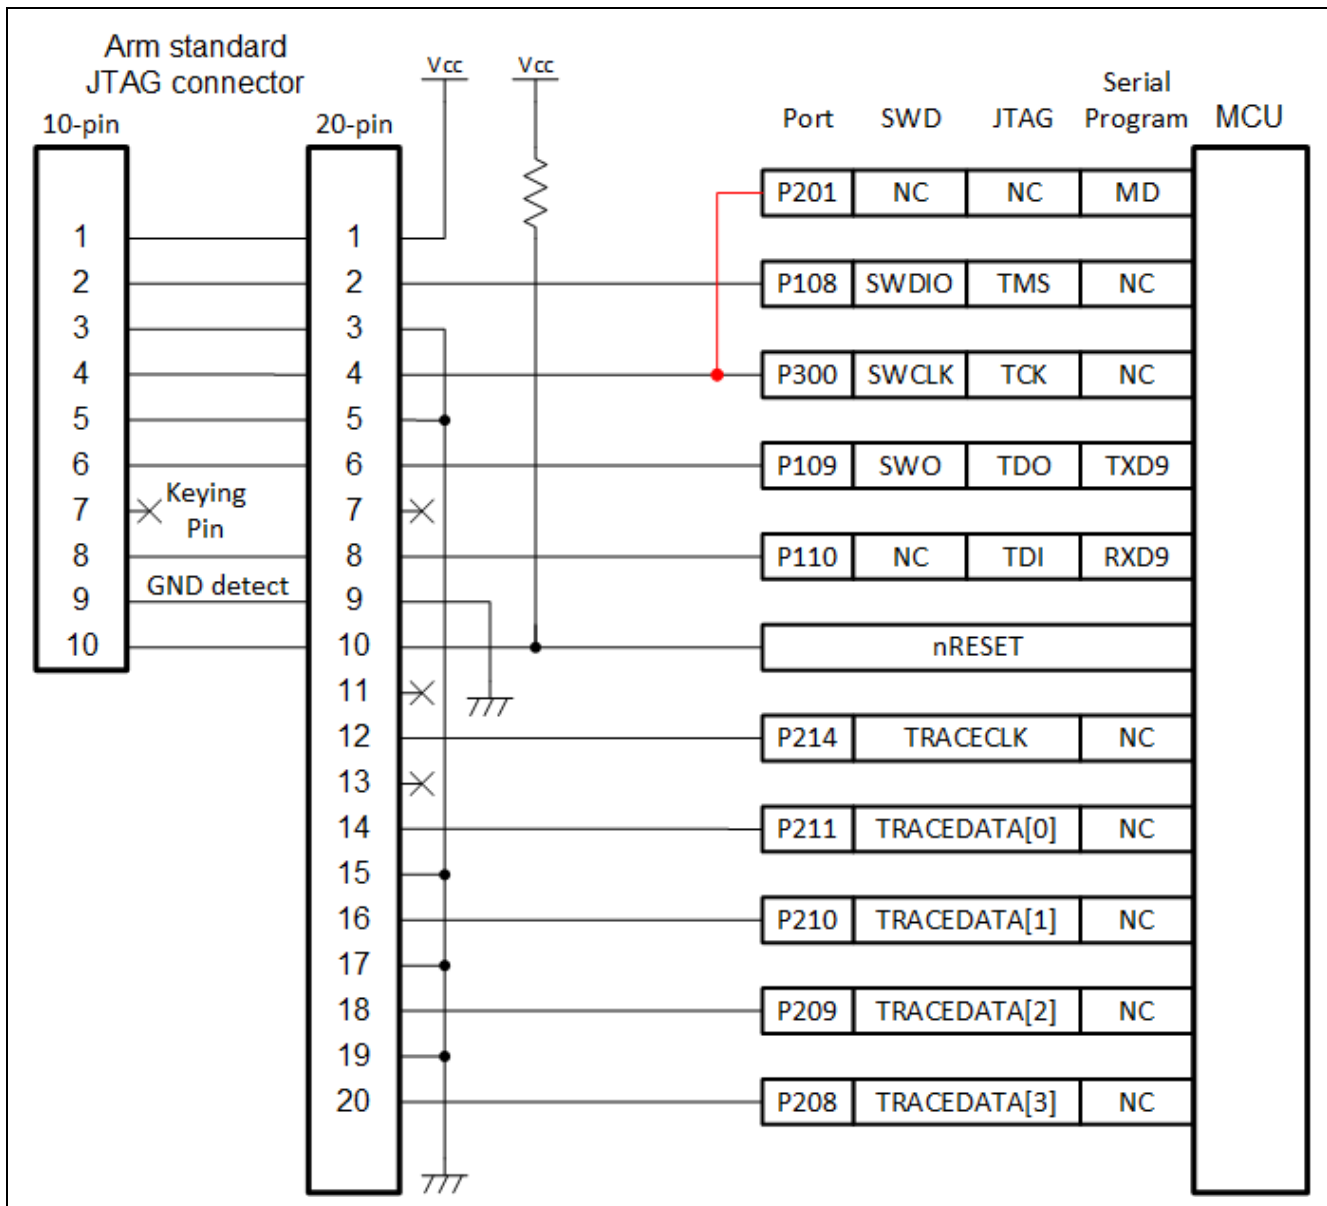 Arm standard
JTAG connector
Vcc Vcc
10-pin 20-pin
Port SWD JTAG Serial Program MCU
P201 NC NC MD
1 1
2 2 P108 SWDIO TMS NC
3 3
4 4 P300 SWCLK TCK NC
5 5
6 6 P109 SWO TDO TXD9
7 Keying Pin 7
8 8 P110 NC TDI RXD9
9 GND detect 9
10 10 nRESET
11
12 P214 TRACECLK NC
13
14 P211 TRACEDATA[0] NC
15
16 P210 TRACEDATA[1] NC
17
18 P209 TRACEDATA[2] NC
19
20 P208 TRACEDATA[3] NC